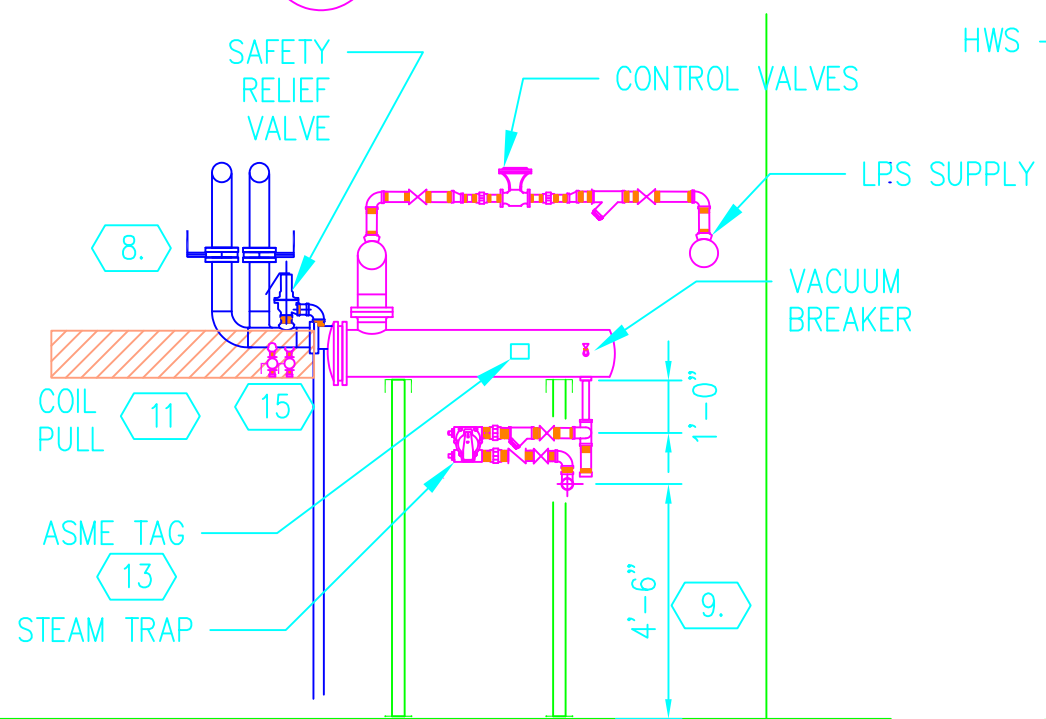 HWS
SAFETY
RELIEF
VALVE
CONTROL VALVES
LPS SUPPLY
8.
VACUUM
BREAKER
COIL
PULL
11
15
1'-0"
ASME TAG
13
STEAM TRAP
4'-6"
9.